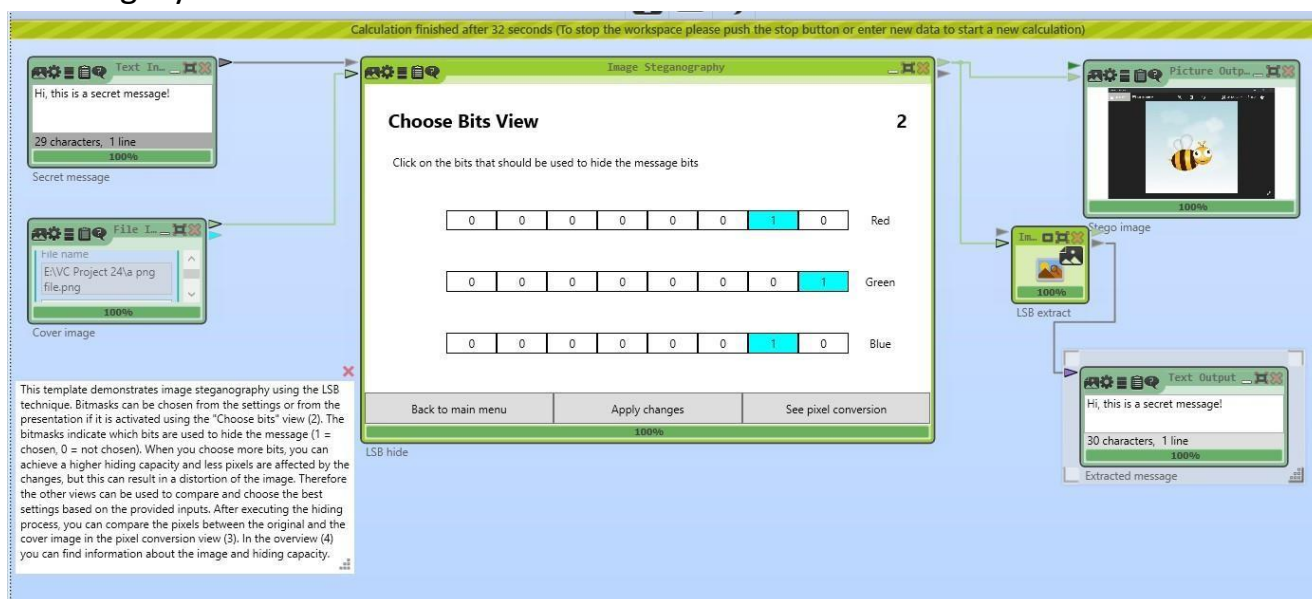 Calculation finished after 32 seconds (To stop the workspace please push the stop button or enter new data to start a new calculation)
Text In...
Hi, this is a secret message!
29 characters, 1 line
100%
Secret message
File I...
File name
E:\VC Project 24\a png
file.png
100%
Cover image
This template demonstrates image steganography using the LSB
technique. Bitmasks can be chosen from the settings or from the
presentation if it is activated using the "Choose bits" view (2). The
bitmasks indicate which bits are used to hide the message (1 =
chosen, 0 = not chosen). When you choose more bits, you can
achieve a higher hiding capacity and less pixels are affected by the
changes, but this can result in a distortion of the image. Therefore
the other views can be used to compare and choose the best
settings based on the provided inputs. After executing the hiding
process, you can compare the pixels between the original and the
cover image in the pixel conversion view (3). In the overview (4)
you can find information about the image and hiding capacity.
Image Steganography
Choose Bits View 2
Click on the bits that should be used to hide the message bits
0 0 0 0 0 0 1 0 Red
0 0 0 0 0 0 0 1 Green
0 0 0 0 0 0 1 0 Blue
Back to main menu Apply changes See pixel conversion
100%
LSB hide
Picture Outp...
100%
Stego image
Im...
100%
LSB extract
Text Output
Hi, this is a secret message!
30 characters, 1 line
100%
Extracted message